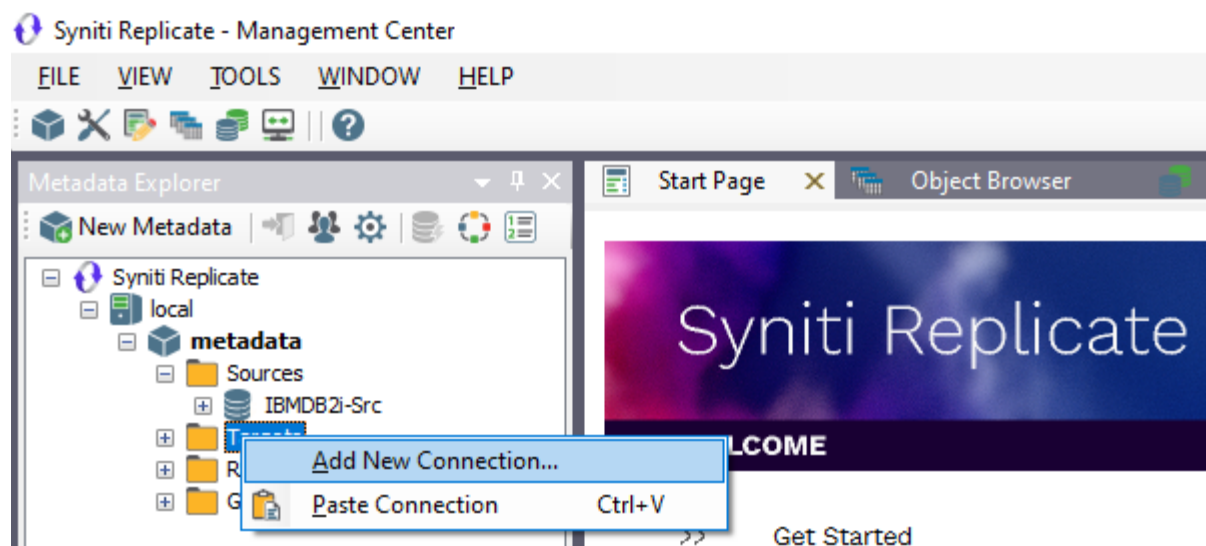 Syniti Replicate - Management Center
FILE VIEW TOOLS WINDOW HELP
Metadata Explorer
Start Page
Object Browser
New Metadata
Syniti Replicate
local
metadata
Sources
IBMDB2i-Src
R
G
Add New Connection...
Paste Connection Ctrl+V
Syniti Replicate
LCOME
>> Get Started